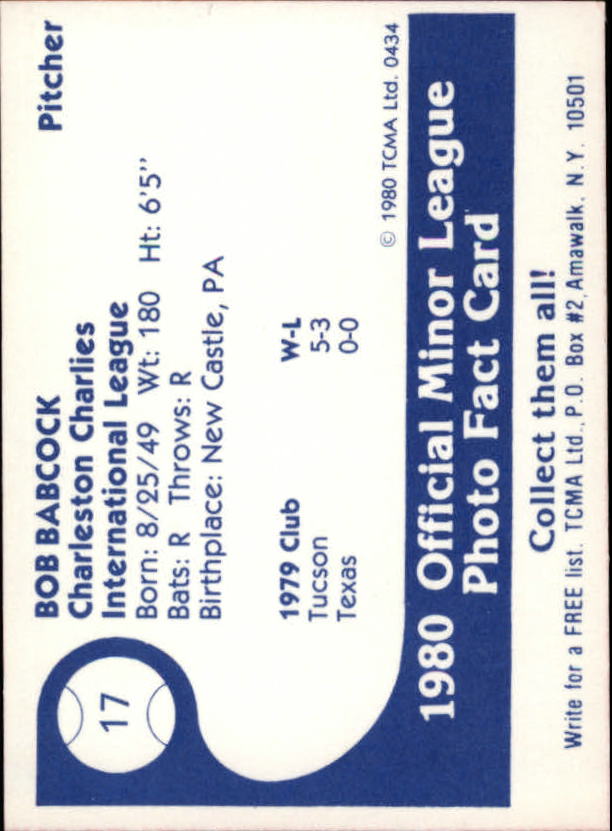 17
BOB BABCOCK Pitcher
Charleston Charlies
International League
Born: 8/25/49 Wt: 180 Ht: 6'5"
Bats: R Throws: R
Birthplace: New Castle, PA
1979 Club W-L
Tucson 5-3
Texas 0-0
© 1980 TCMA Ltd. 0434
1980 Official Minor League
Photo Fact Card
Collect them all!
Write for a FREE list. TCMA Ltd., P.O. Box #2, Amawalk, N.Y. 10501